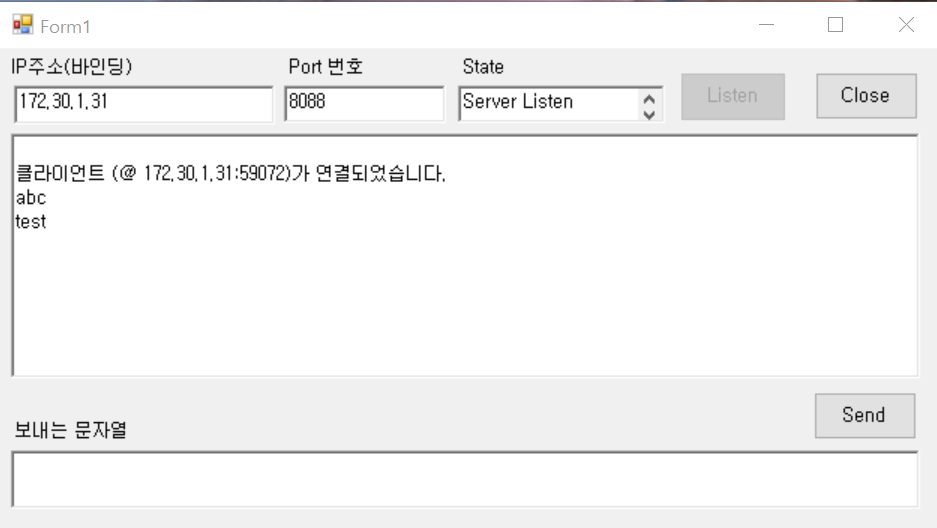 Form1
IP주소(바인딩) Port 번호 State
172.30.1.31 8088 Server Listen Listen Close
클라이언트 (@ 172.30.1.31:59072)가 연결되었습니다.
abc
test
Send
보내는 문자열